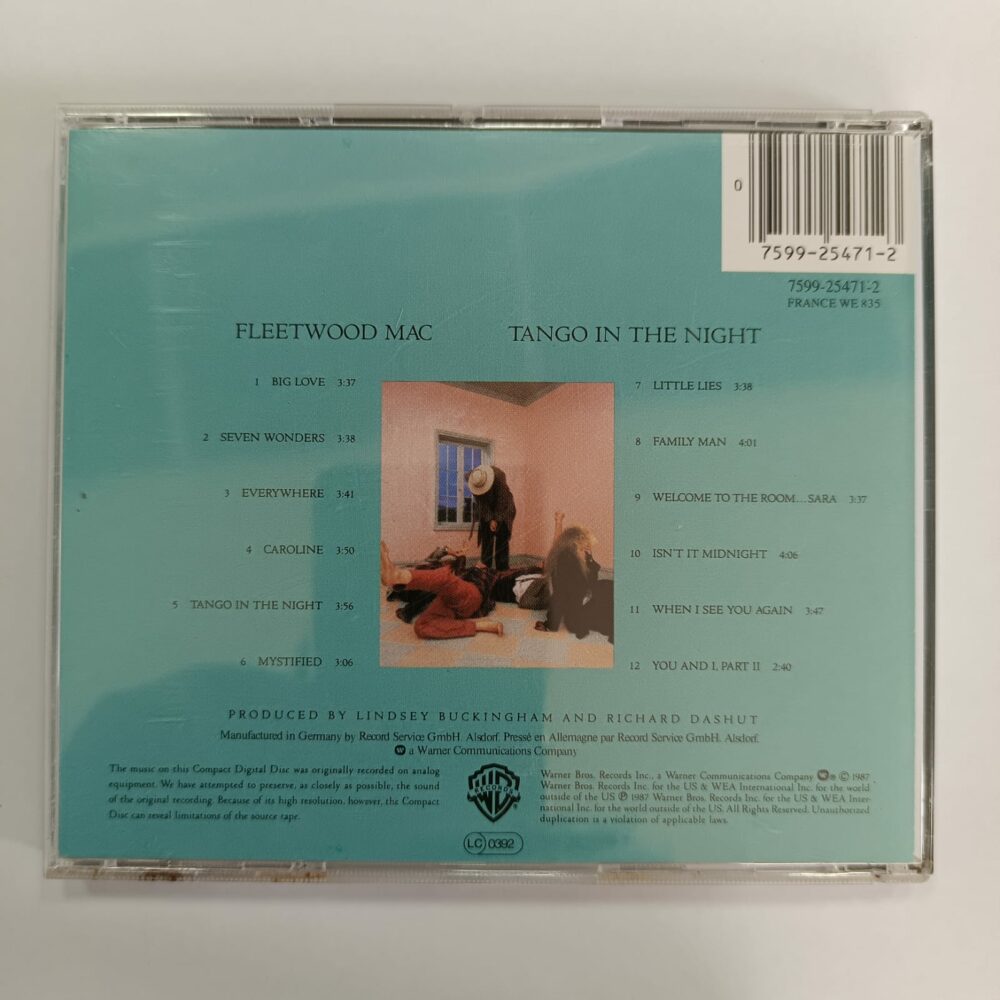 0
7599-25471-2
7599-25471-2
FRANCE WE 835
FLEETWOOD MAC TANGO IN THE NIGHT
1 BIG LOVE 3:37
2 SEVEN WONDERS 3:38
3 EVERYWHERE 3:41
4 CAROLINE 3:50
5 TANGO IN THE NIGHT 3:56
6 MYSTIFIED 3:06
7 LITTLE LIES 3:38
8 FAMILY MAN 4:01
9 WELCOME TO THE ROOM...SARA 3:37
10 ISN'T IT MIDNIGHT 4:06
11 WHEN I SEE YOU AGAIN 3:47
12 YOU AND I, PART II 2:40
PRODUCED BY LINDSEY BUCKINGHAM AND RICHARD DASHUT
Manufactured in Germany by Record Service GmbH. Alsdorf. Pressé en Allemagne par Record Service GmbH. Alsdorf.
a Warner Communications Company
The music on this Compact Digital Disc was originally recorded on analog
equipment. We have attempted to preserve, as closely as possible, the sound
of the original recording. Because of its high resolution, however, the Compact
Disc can reveal limitations of the source tape.
RECORDS
LC 0392
Warner Bros. Records Inc., a Warner Communications Company ® © 1987
Warner Bros. Records Inc. for the US & WEA International Inc. for the world
outside of the US ℗ 1987 Warner Bros. Records Inc. for the US & WEA Inter-
national Inc. for the world outside of the US. All Rights Reserved. Unauthorized
duplication is a violation of applicable laws.